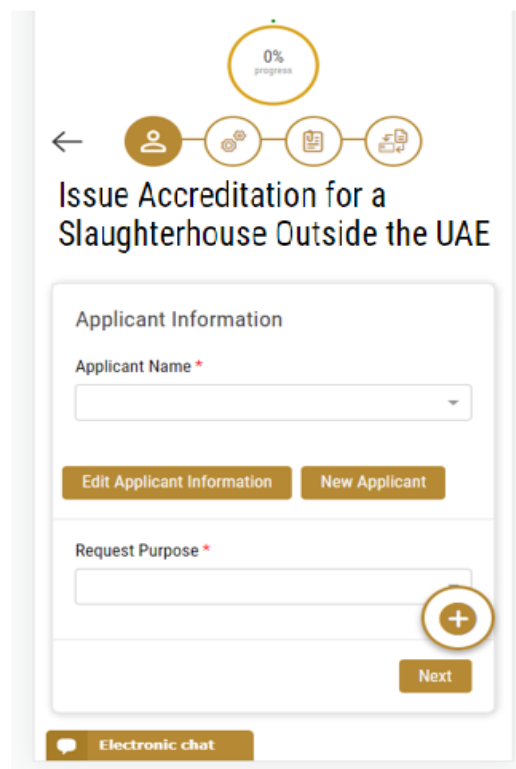 0%
progress
Issue Accreditation for a
Slaughterhouse Outside the UAE
Applicant Information
Applicant Name *
Edit Applicant Information
New Applicant
Request Purpose *
Next
Electronic chat